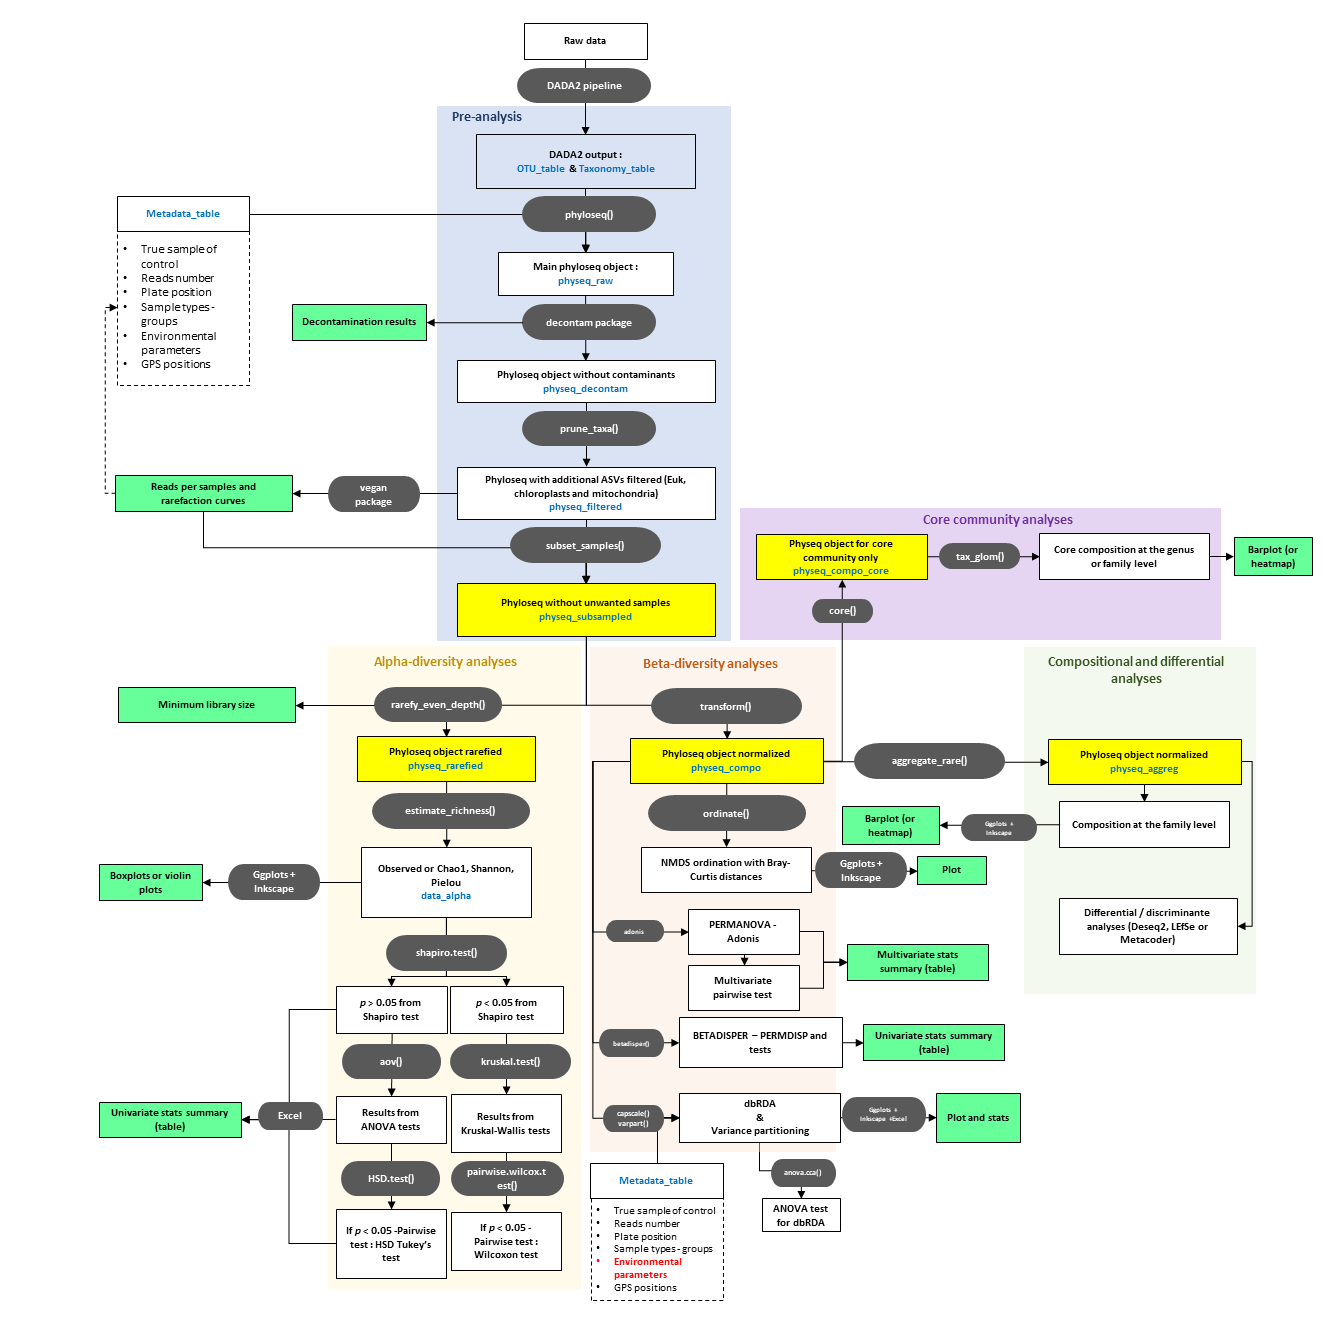 Raw data
DADA2 pipeline
Pre-analysis
DADA2 output :
OTU_table & Taxonomy_table
Metadata_table
phyloseq()
• True sample of
control
• Reads number
• Plate position
• Sample types -
groups
• Environmental
parameters
• GPS positions
Main phyloseq object :
physeq_raw
Decontamination results
decontam package
Phyloseq object without contaminants
physeq_decontam
prune_taxa()
Reads per samples and
rarefaction curves
vegan
package
Phyloseq with additional ASVs filtered (Euk,
chloroplasts and mitochondria)
physeq_filtered
subset_samples()
Phyloseq without unwanted samples
physeq_subsampled
Core community analyses
Physeq object for core
community only
physeq_compo_core
tax_glom()
Core composition at the genus
or family level
Barplot (or
heatmap)
core()
Alpha-diversity analyses
Minimum library size
rarefy_even_depth()
Phyloseq object rarefied
physeq_rarefied
estimate_richness()
Observed or Chao1, Shannon,
Pielou
data_alpha
Ggplots +
Inkscape
Boxplots or violin
plots
shapiro.test()
p > 0.05 from
Shapiro test
p < 0.05 from
Shapiro test
aov()
kruskal.test()
Univariate stats summary
(table)
Excel
Results from
ANOVA tests
Results from
Kruskal-Wallis tests
HSD.test()
pairwise.wilcox.t
est()
If p < 0.05 -Pairwise
test : HSD Tukey's
test
If p < 0.05 -
Pairwise test :
Wilcoxon test
Beta-diversity analyses
transform()
Phyloseq object normalized
physeq_compo
ordinate()
NMDS ordination with Bray-
Curtis distances
Ggplots +
Inkscape
Plot
adonis
PERMANOVA -
Adonis
Multivariate
pairwise test
Multivariate stats
summary (table)
betadisper()
BETADISPER – PERMDISP and
tests
Univariate stats summary
(table)
capscale()
varpart()
dbRDA
&
Variance partitioning
Ggplots +
Inkscape +Excel
Plot and stats
anova.cca()
ANOVA test
for dbRDA
Metadata_table
• True sample of control
• Reads number
• Plate position
• Sample types - groups
• Environmental
parameters
• GPS positions
Compositional and differential
analyses
aggregate_rare()
Phyloseq object normalized
physeq_aggreg
Barplot (or
heatmap)
Ggplots +
Inkscape
Composition at the family level
Differential / discriminante
analyses (Deseq2, LEfSe or
Metacoder)